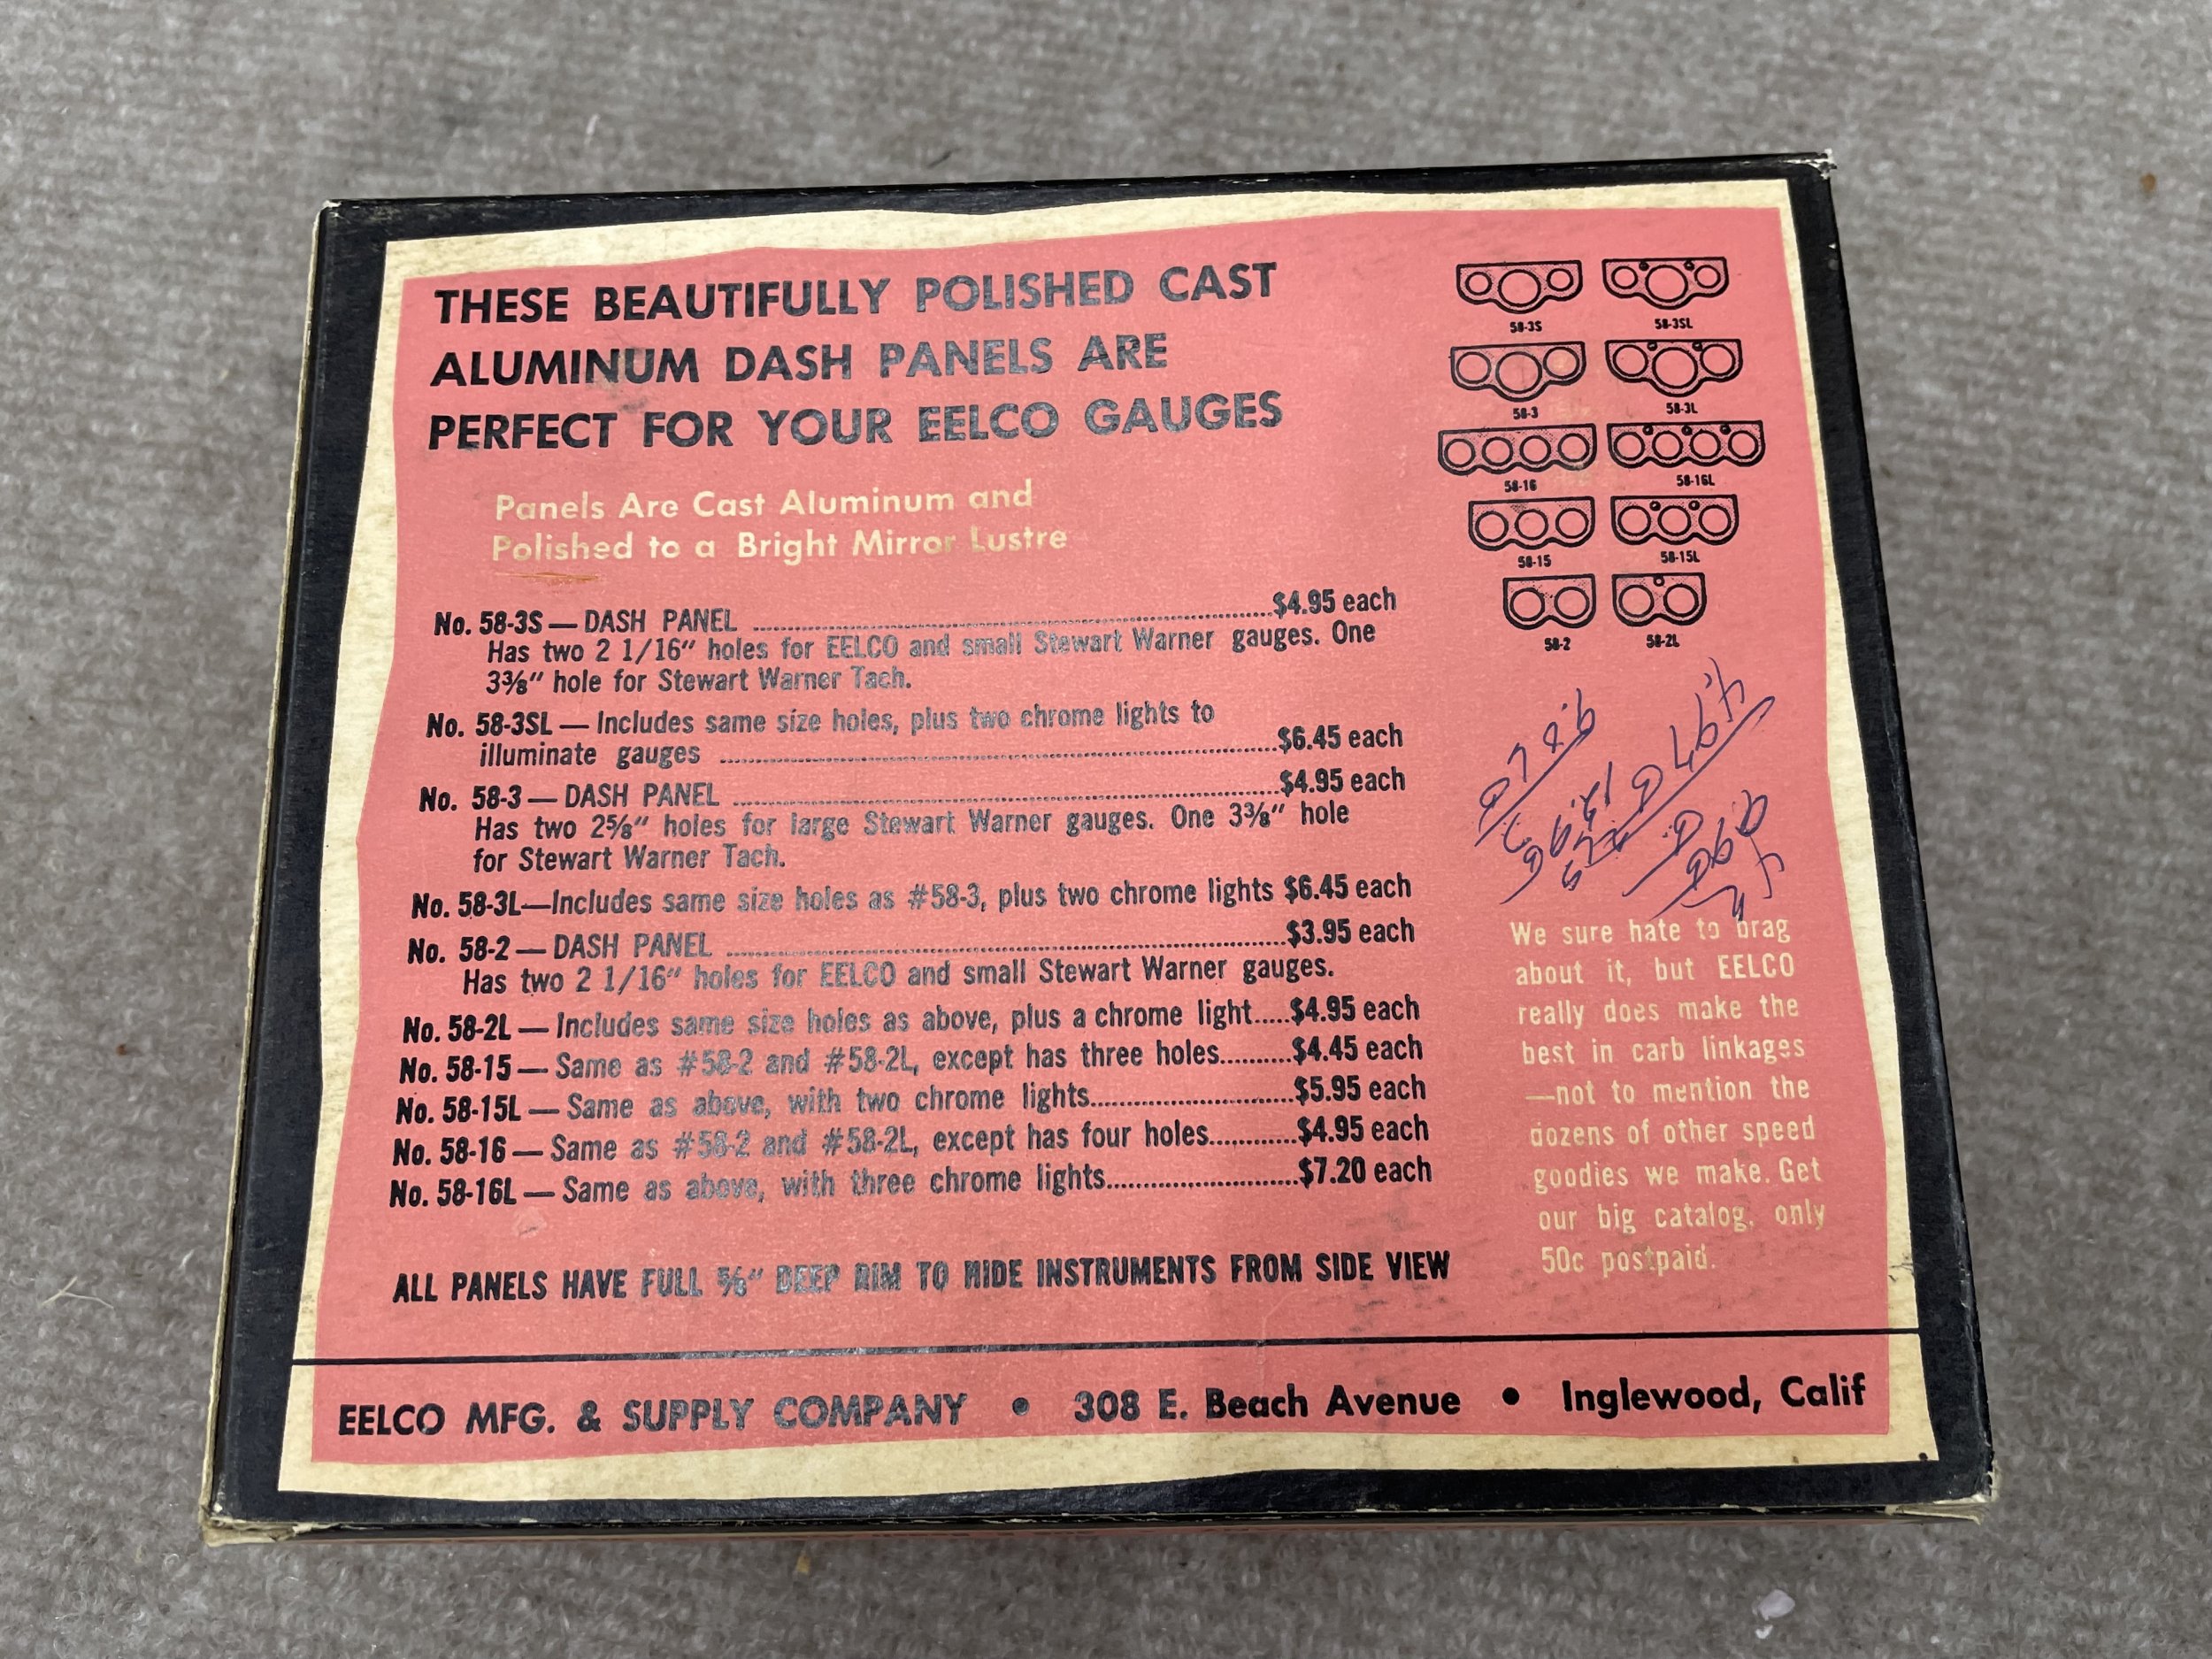 THESE BEAUTIFULLY POLISHED CAST
ALUMINUM DASH PANELS ARE
PERFECT FOR YOUR EELCO GAUGES
Panels Are Cast Aluminum and
Polished to a Bright Mirror Lustre
No. 58-3S — DASH PANEL ........ $4.95 each
Has two 2 1/16" holes for EELCO and small Stewart Warner gauges. One
3⅜" hole for Stewart Warner Tach.
No. 58-3SL — Includes same size holes, plus two chrome lights to
illuminate gauges ........ $6.45 each
No. 58-3 — DASH PANEL ........ $4.95 each
Has two 2⅝" holes for large Stewart Warner gauges. One 3⅜" hole
for Stewart Warner Tach.
No. 58-3L—Includes same size holes as #58-3, plus two chrome lights $6.45 each
No. 58-2 — DASH PANEL ........ $3.95 each
Has two 2 1/16" holes for EELCO and small Stewart Warner gauges.
No. 58-2L — Includes same size holes as above, plus a chrome light.....$4.95 each
No. 58-15 — Same as #58-2 and #58-2L, except has three holes..........$4.45 each
No. 58-15L — Same as above, with two chrome lights........$5.95 each
No. 58-16 — Same as #58-2 and #58-2L, except has four holes............$4.95 each
No. 58-16L — Same as above, with three chrome lights........$7.20 each
ALL PANELS HAVE FULL ⅝" DEEP RIM TO HIDE INSTRUMENTS FROM SIDE VIEW
58-3S 58-3SL
58-3 58-3L
58-16 58-16L
58-15 58-15L
58-2 58-2L
We sure hate to brag
about it, but EELCO
really does make the
best in carb linkages
—not to mention the
dozens of other speed
goodies we make. Get
our big catalog, only
50c postpaid.
EELCO MFG. & SUPPLY COMPANY • 308 E. Beach Avenue • Inglewood, Calif